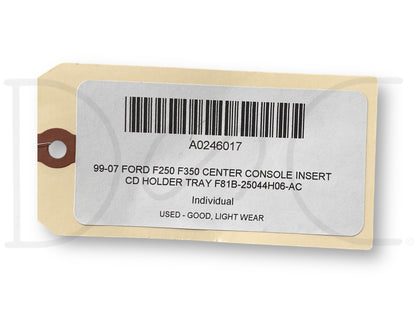 A0246017
99-07 FORD F250 F350 CENTER CONSOLE INSERT
CD HOLDER TRAY F81B-25044H06-AC
Individual
USED - GOOD, LIGHT WEAR